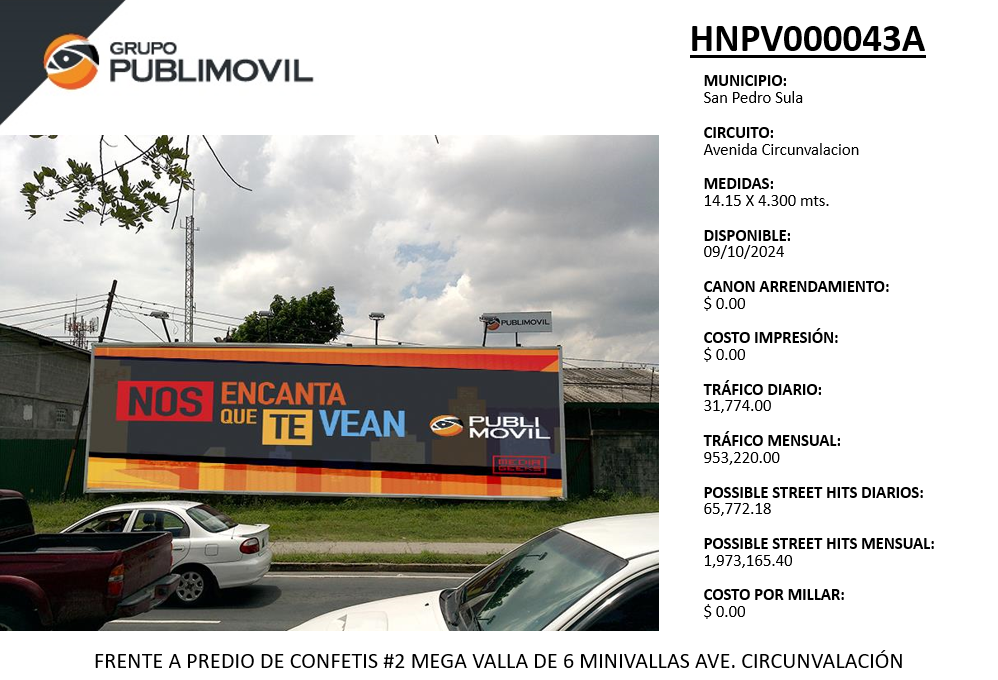 GRUPO
PUBLIMOVIL
HNPV000043A
MUNICIPIO:
San Pedro Sula
CIRCUITO:
Avenida Circunvalacion
MEDIDAS:
14.15 X 4.300 mts.
DISPONIBLE:
09/10/2024
CANON ARRENDAMIENTO:
$ 0.00
COSTO IMPRESIÓN:
$ 0.00
TRÁFICO DIARIO:
31,774.00
TRÁFICO MENSUAL:
953,220.00
POSSIBLE STREET HITS DIARIOS:
65,772.18
POSSIBLE STREET HITS MENSUAL:
1,973,165.40
COSTO POR MILLAR:
$ 0.00
PUBLIMOVIL
NOS ENCANTA
QUE TE VEAN
PUBLI
MOVIL
MEDIA
GEEKS
FRENTE A PREDIO DE CONFETIS #2 MEGA VALLA DE 6 MINIVALLAS AVE. CIRCUNVALACIÓN